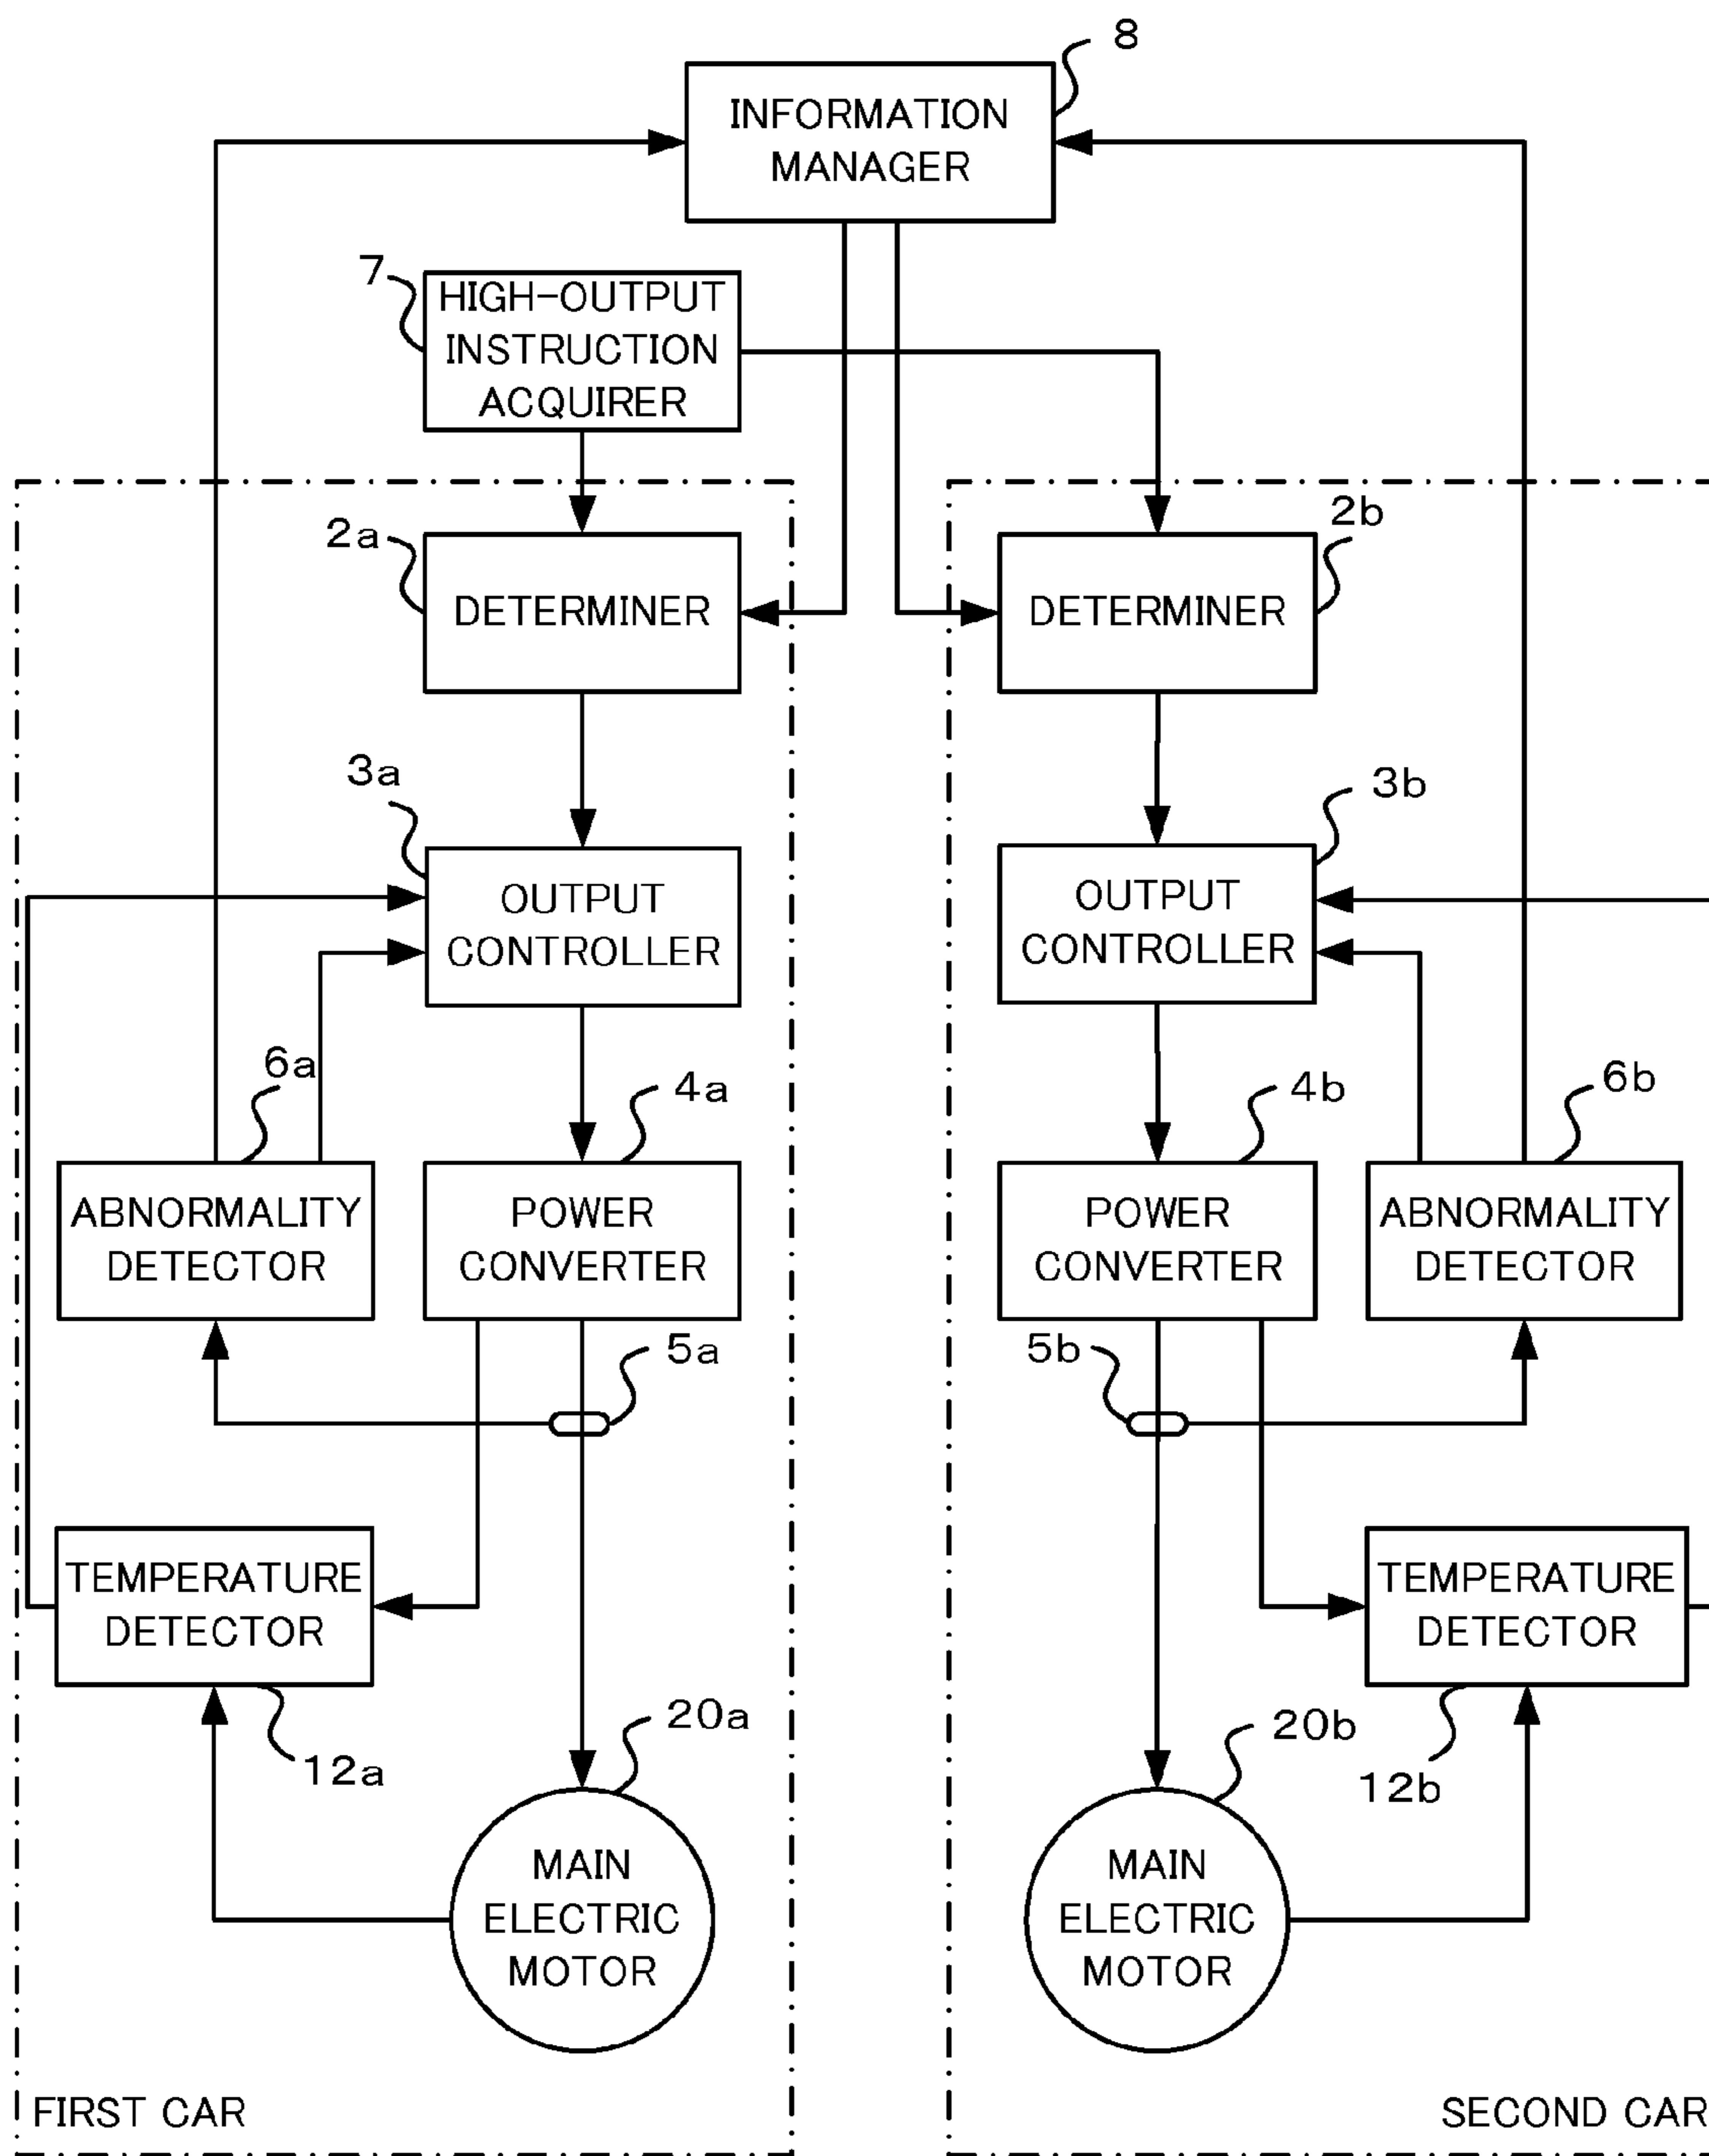 8
INFORMATION
MANAGER
7
HIGH-OUTPUT
INSTRUCTION
ACQUIRER
2a
DETERMINER
2b
DETERMINER
3a
OUTPUT
CONTROLLER
3b
OUTPUT
CONTROLLER
6a
ABNORMALITY
DETECTOR
4a
POWER
CONVERTER
4b
POWER
CONVERTER
6b
ABNORMALITY
DETECTOR
5a
5b
TEMPERATURE
DETECTOR
12a
20a
MAIN
ELECTRIC
MOTOR
20b
MAIN
ELECTRIC
MOTOR
TEMPERATURE
DETECTOR
12b
FIRST CAR
SECOND CAR